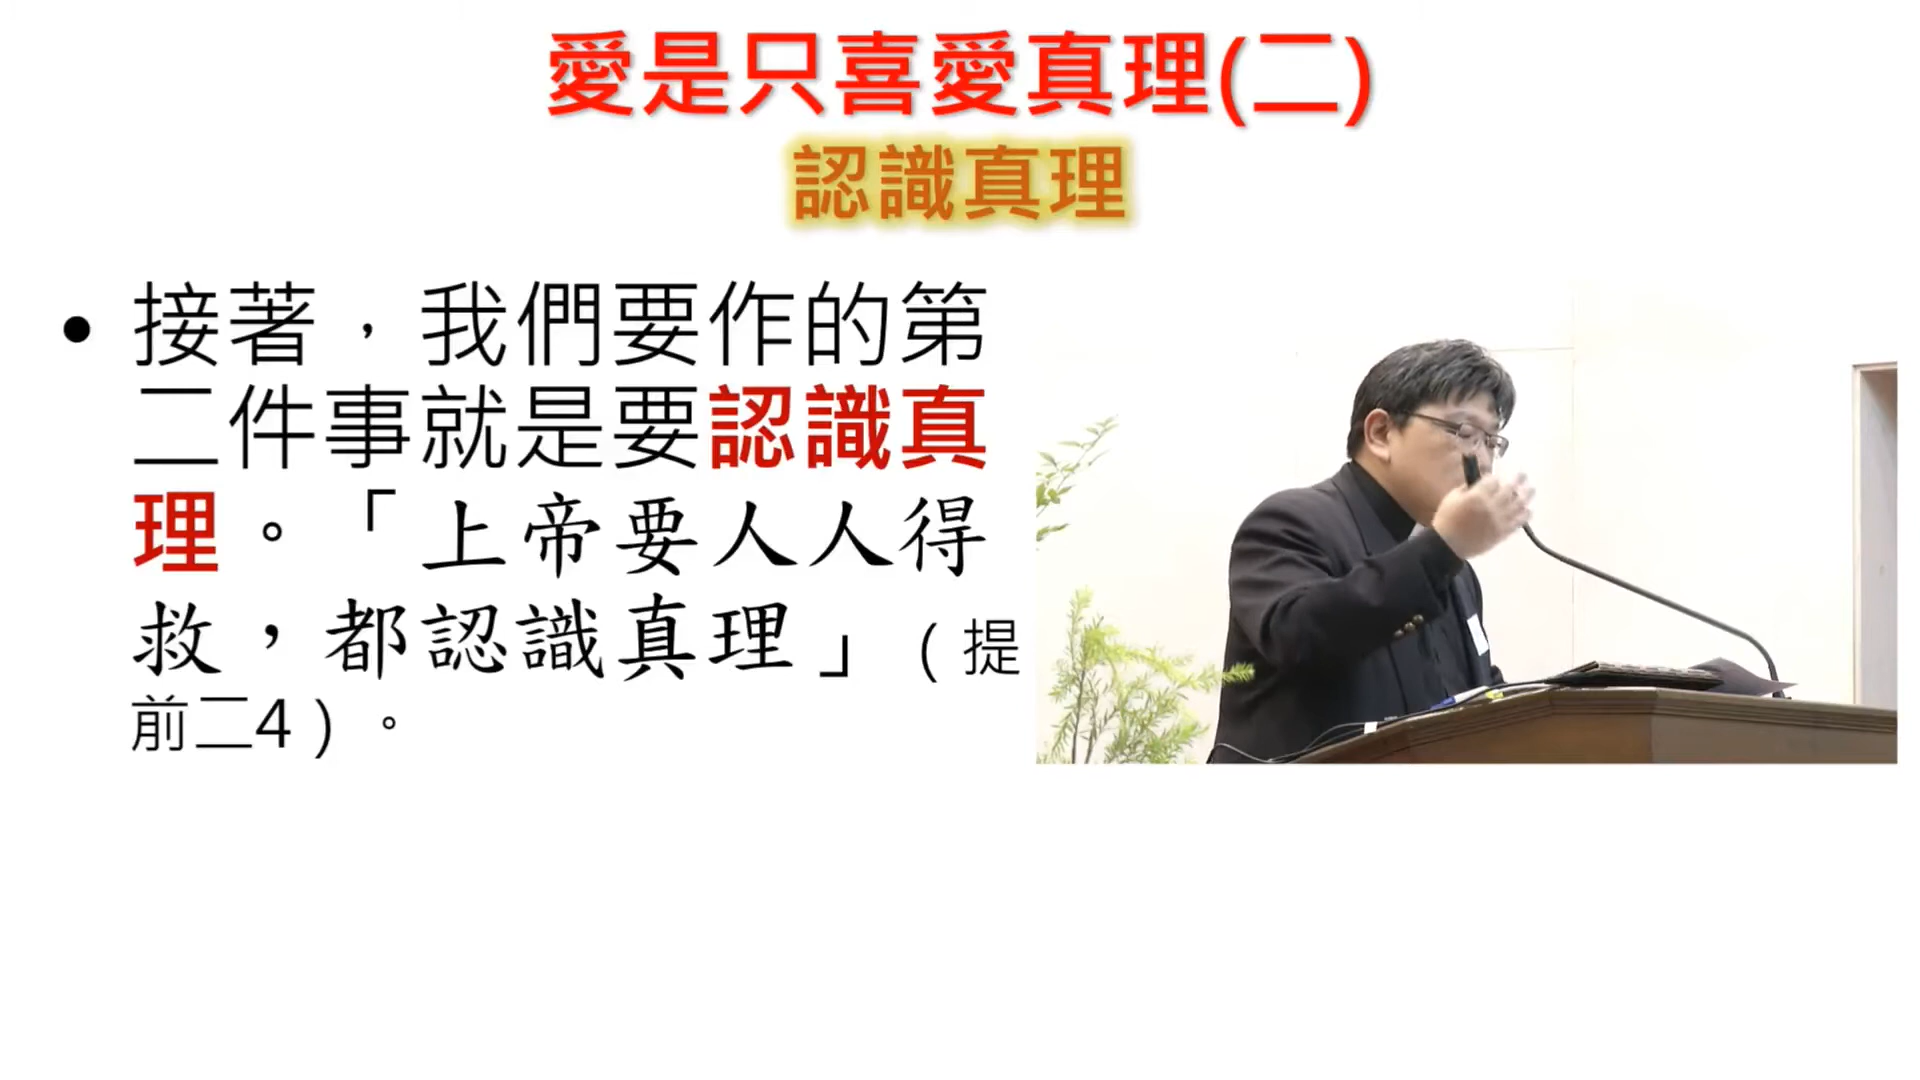 愛是只喜愛真理(二)
認識真理
• 接著，我們要作的第
二件事就是要認識真
理。「上帝要人人得
救，都認識真理」（提
前二4）。